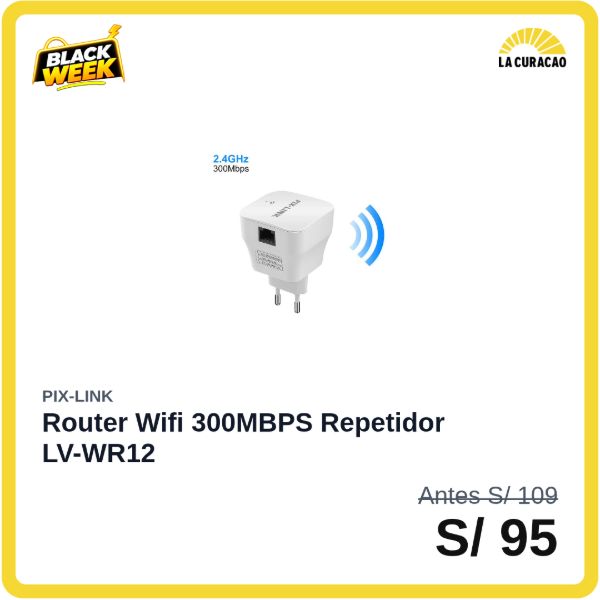 BLACK
WEEK
LA CURACAO
2.4GHz
300Mbps
PIX-LINK
PIX-LINK
Router Wifi 300MBPS Repetidor
LV-WR12
Antes S/ 109
S/ 95